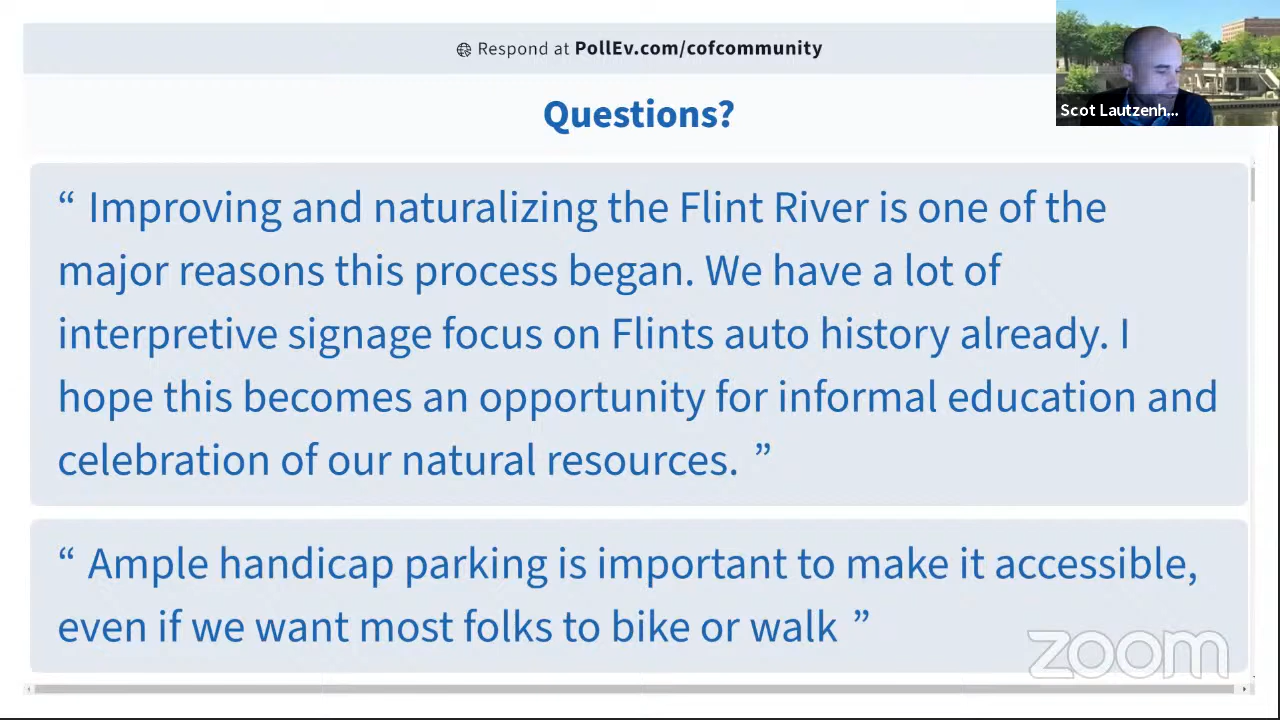 Respond at PollEv.com/cofcommunity
Scot Lautzenh...
Questions?
“ Improving and naturalizing the Flint River is one of the
major reasons this process began. We have a lot of
interpretive signage focus on Flints auto history already. I
hope this becomes an opportunity for informal education and
celebration of our natural resources. ”
“ Ample handicap parking is important to make it accessible,
even if we want most folks to bike or walk ”
zoom